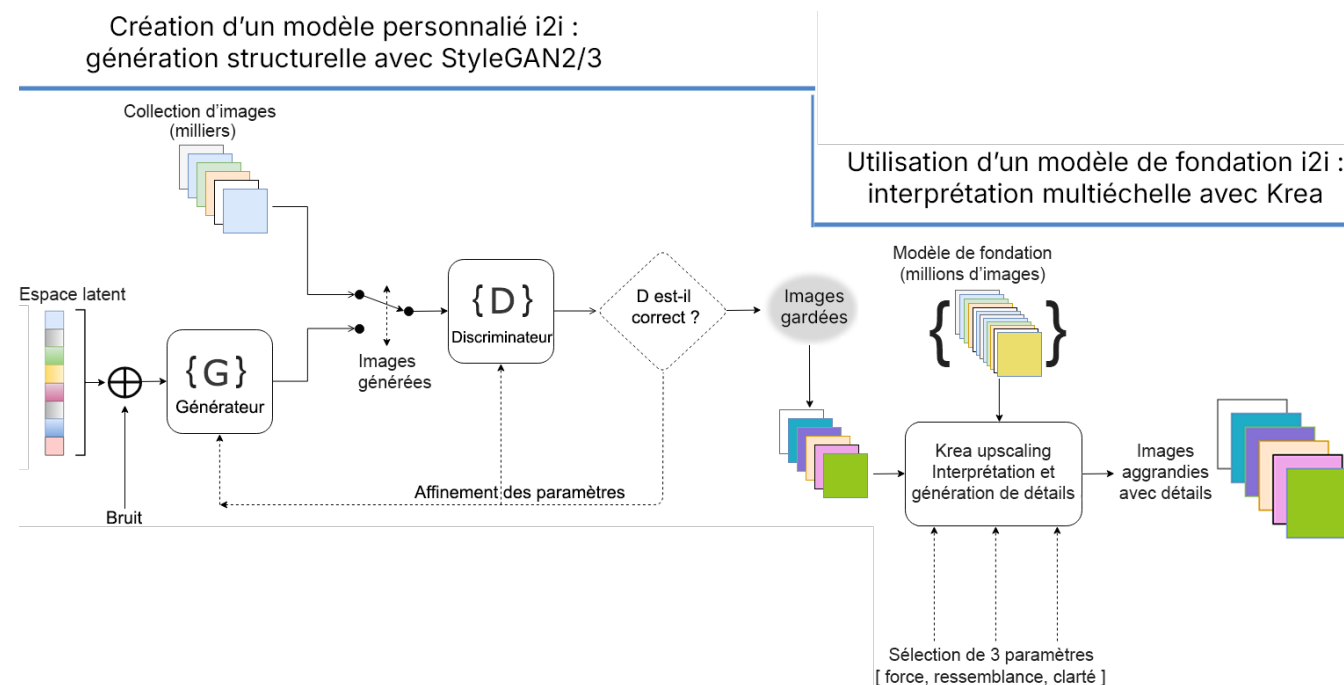 Création d'un modèle personnalié i2i :
génération structurelle avec StyleGAN2/3
Collection d'images
(milliers)
Utilisation d'un modèle de fondation i2i :
interprétation multiéchelle avec Krea
Modèle de fondation
(millions d'images)
{ }
Espace latent
{G}
Générateur
Bruit
Images
générées
{D}
Discriminateur
D est-il
correct ?
Images
gardées
Affinement des paramètres
Krea upscaling
Interprétation et
génération de détails
Images
aggrandies
avec détails
Sélection de 3 paramètres
[ force, ressemblance, clarté ]